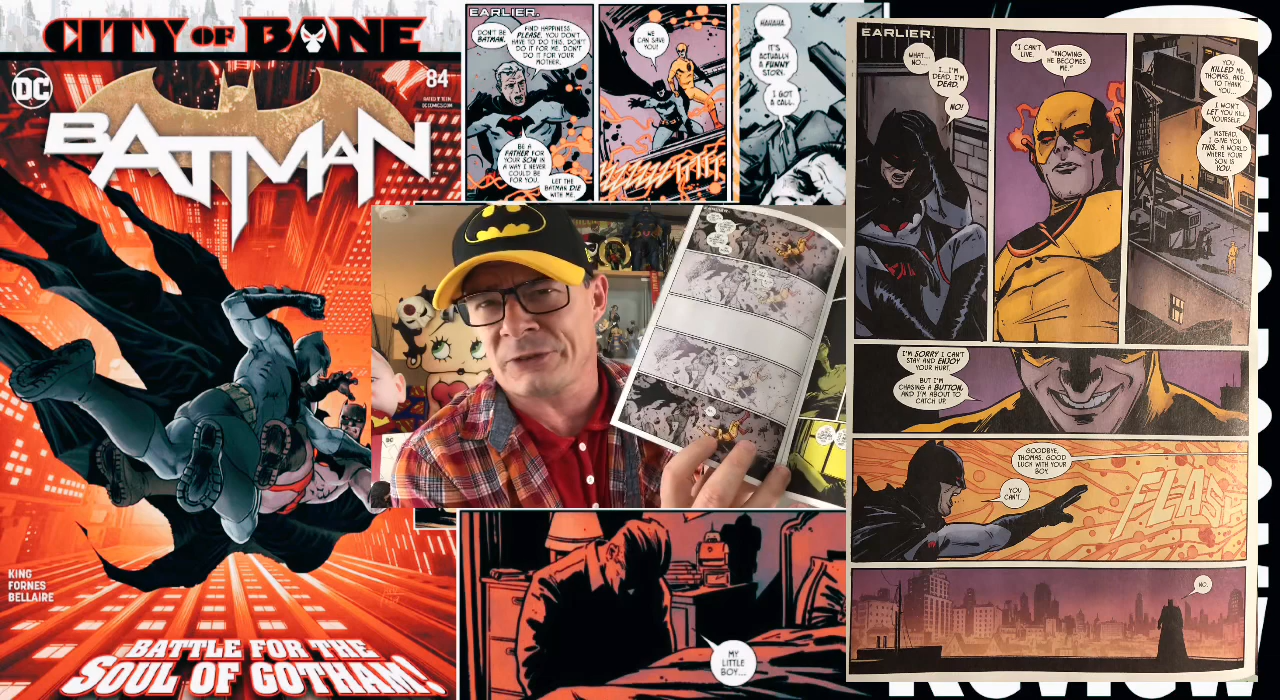 CITY OF BANE
DC
84
BATMAN
KING
FORNES
BELLAIRE
BATTLE FOR THE
SOUL OF GOTHAM!
EARLIER.
DON'T BE
BATMAN.
FIND HAPPINESS,
PLEASE. YOU DON'T
HAVE TO DO THIS, DON'T
DO IT FOR ME. DON'T
DO IT FOR YOUR
MOTHER.
BE A
FATHER FOR
YOUR SON IN
A WAY I NEVER
COULD BE
FOR YOU.
LET THE
BATMAN DIE
WITH ME.
WE
CAN SAVE
YOU!
HAHAHA.
IT'S
ACTUALLY
A FUNNY
STORY.
I GOT
A CALL.
MY
LITTLE
BOY...
EARLIER.
WHAT...
NO...
I...I'M
DEAD, I'M
DEAD.
NO!
"I CAN'T
LIVE.
"KNOWING
HE BECOMES
ME."
YOU
KILLED ME,
THOMAS, AND
TO THANK
YOU...
I WON'T
LET YOU KILL
YOURSELF.
INSTEAD,
I GIVE YOU
THIS. A WORLD
WHERE YOUR
SON IS
YOU.
I'M SORRY I CAN'T
STAY AND ENJOY
YOUR HURT.
BUT I'M
CHASING A BUTTON,
AND I'M ABOUT TO
CATCH UP.
GOODBYE,
THOMAS. GOOD
LUCK WITH YOUR
BOY.
YOU
CAN'T...
FLASH
NO.
Review